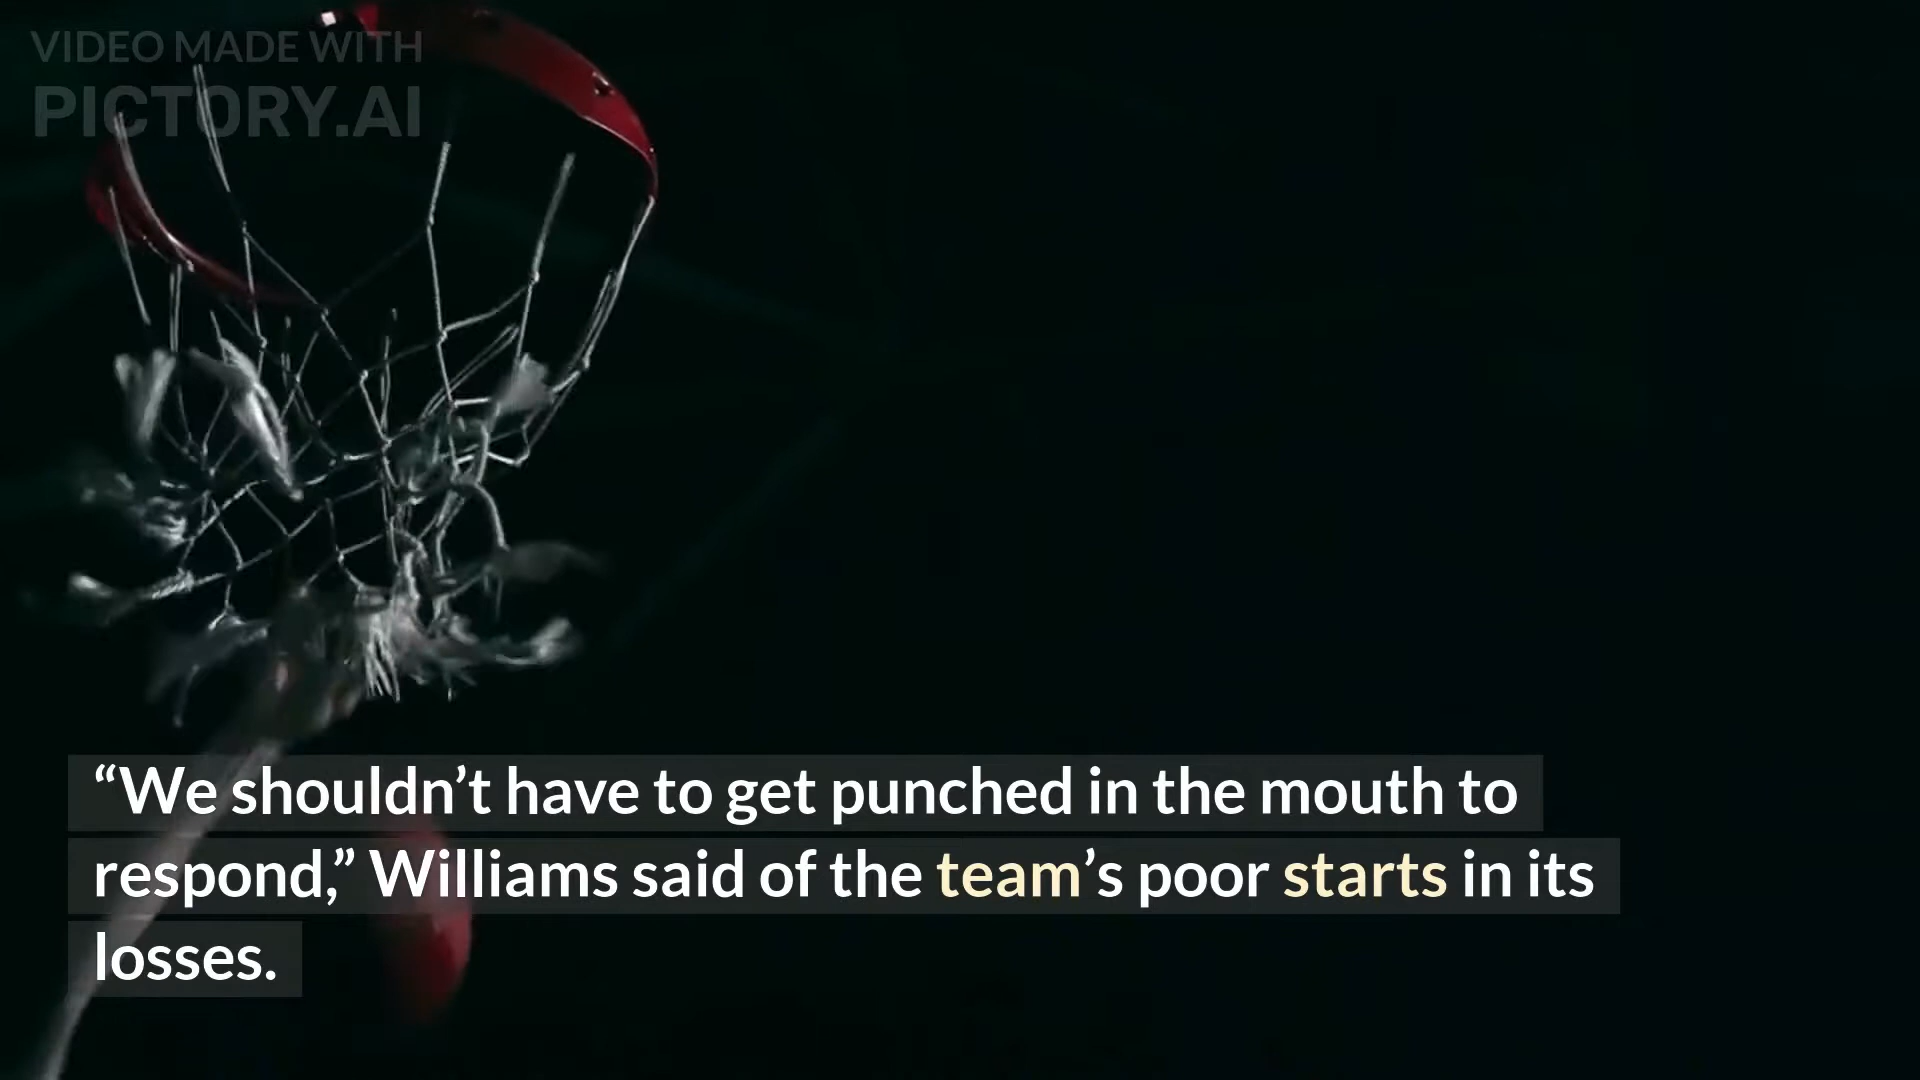 VIDEO MADE WITH
PICTORY.AI
“We shouldn’t have to get punched in the mouth to
respond,” Williams said of the team’s poor starts in its
losses.